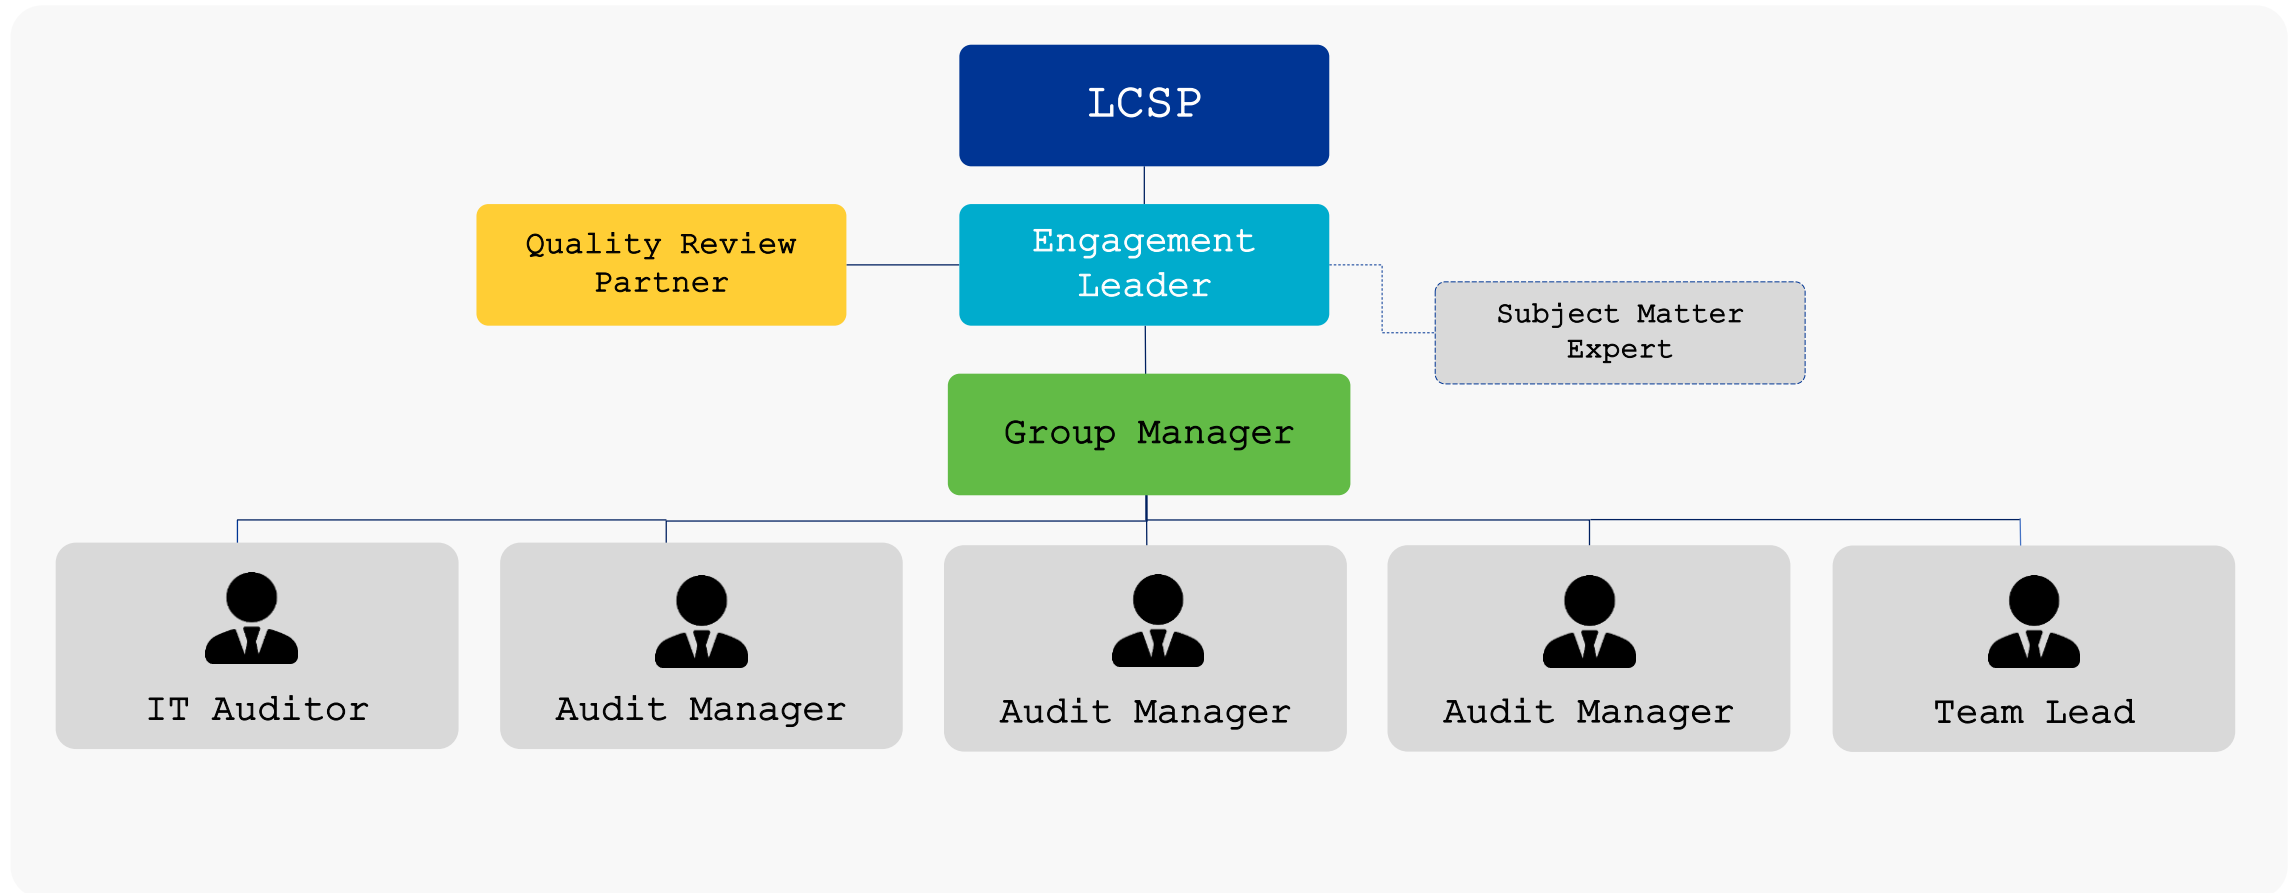 LCSP
Quality Review
Partner
Engagement
Leader
Subject Matter
Expert
Group Manager
IT Auditor
Audit Manager
Audit Manager
Audit Manager
Team Lead